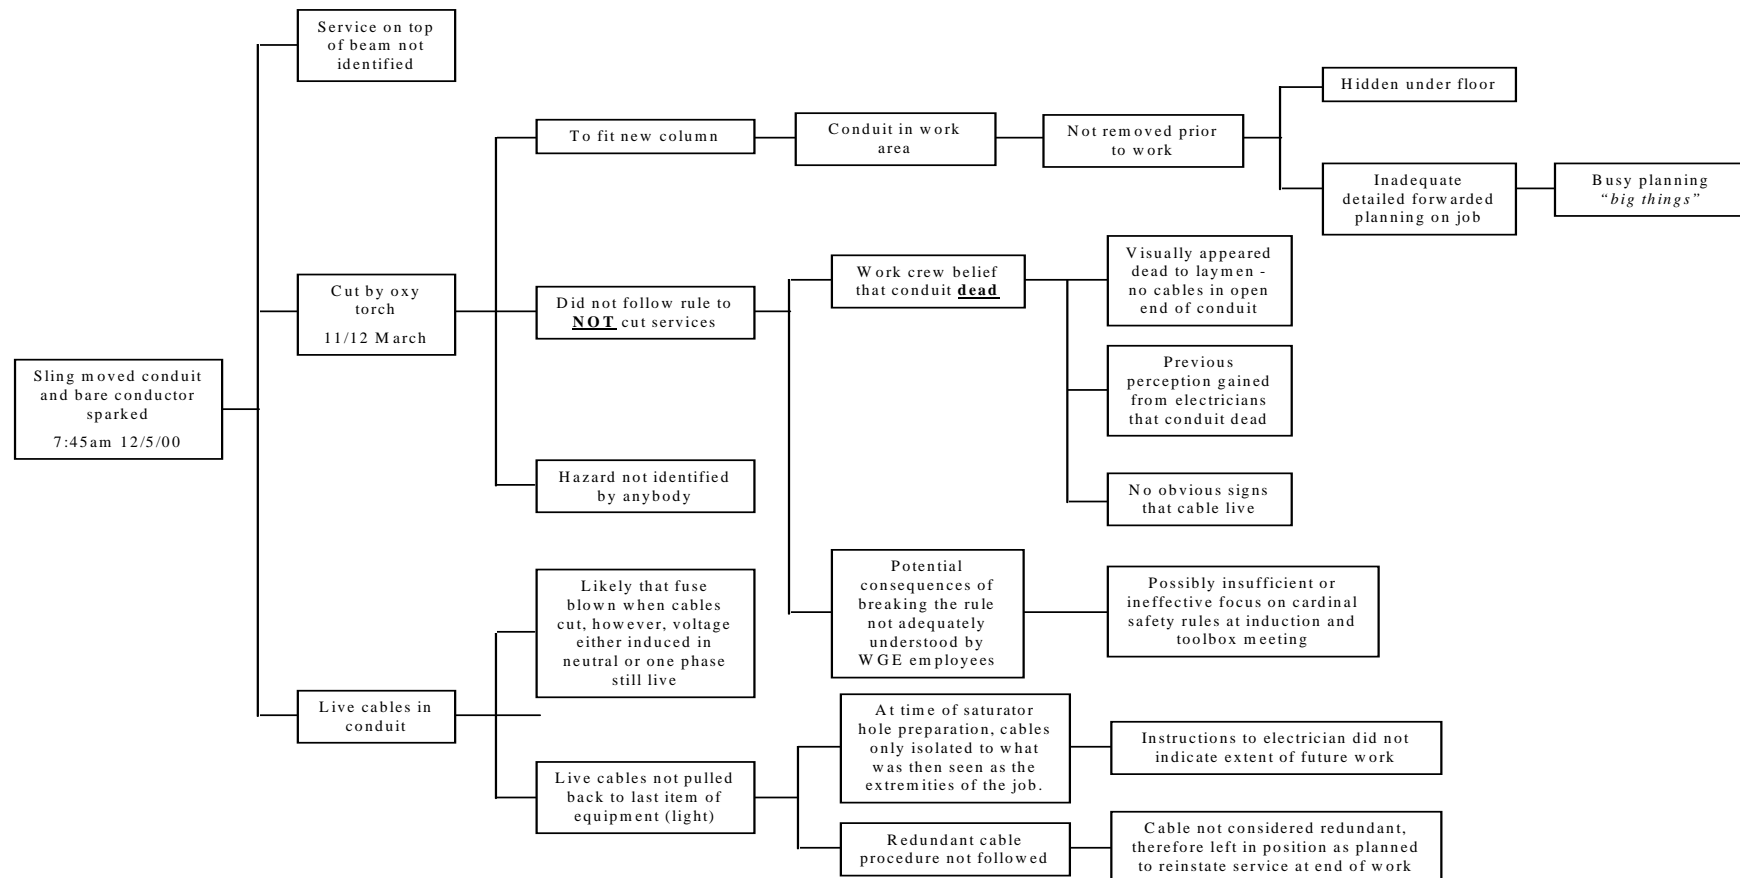 Service on top
of beam not
identified
Hidden under floor
To fit new column
Conduit in work
area
Not removed prior
to work
Inadequate
detailed forwarded
planning on job
Busy planning
“big things”
Cut by oxy
torch
11/12 March
Did not follow rule to
NOT cut services
Work crew belief
that conduit dead
Visually appeared
dead to laymen -
no cables in open
end of conduit
Previous
perception gained
from electricians
that conduit dead
Sling moved conduit
and bare conductor
sparked
7:45am 12/5/00
Hazard not identified
by anybody
No obvious signs
that cable live
Potential
consequences of
breaking the rule
not adequately
understood by
WGE employees
Possibly insufficient or
ineffective focus on cardinal
safety rules at induction and
toolbox meeting
Likely that fuse
blown when cables
cut, however, voltage
either induced in
neutral or one phase
still live
Live cables in
conduit
At time of saturator
hole preparation, cables
only isolated to what
was then seen as the
extremities of the job.
Instructions to electrician did not
indicate extent of future work
Live cables not pulled
back to last item of
equipment (light)
Redundant cable
procedure not followed
Cable not considered redundant,
therefore left in position as planned
to reinstate service at end of work